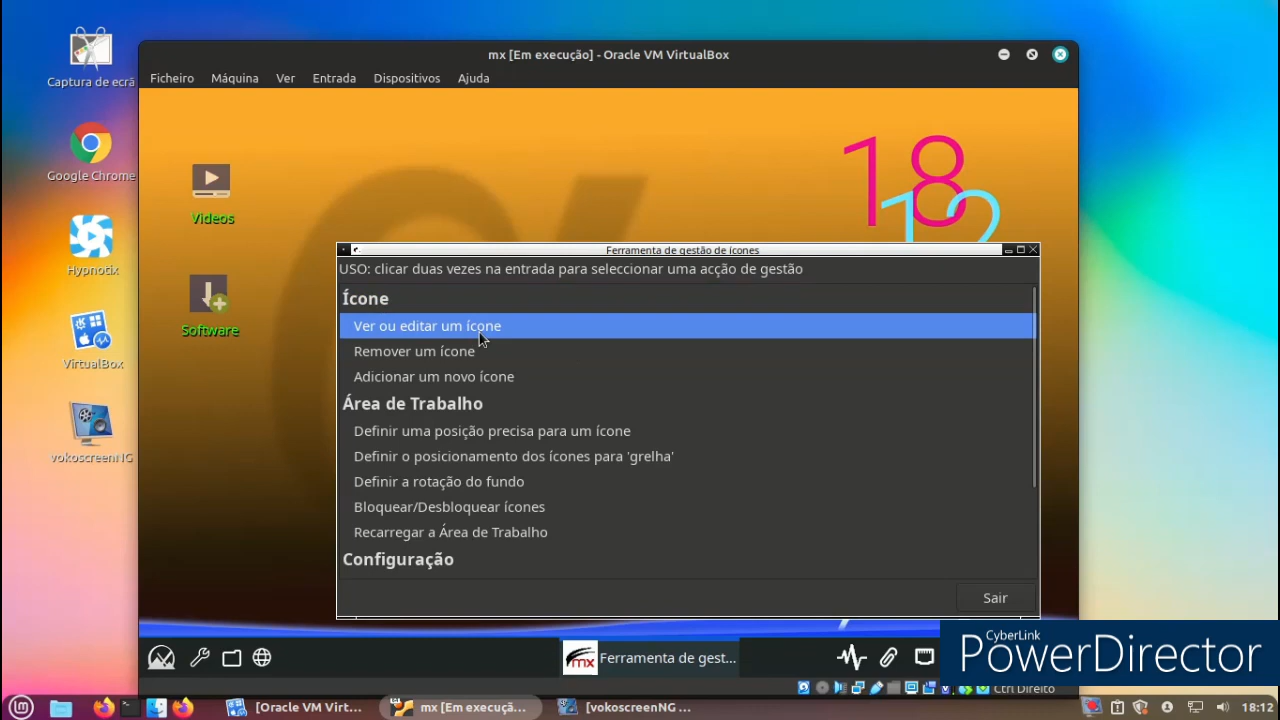 mx [Em execução] - Oracle VM VirtualBox
Ficheiro Máquina Ver Entrada Dispositivos Ajuda
Captura de ecrã
Google Chrome
Hypnotix
VirtualBox
vokoscreenNG
Videos
Software
18
12
Ferramenta de gestão de ícones
USO: clicar duas vezes na entrada para seleccionar uma acção de gestão
Ícone
Ver ou editar um ícone
Remover um ícone
Adicionar um novo ícone
Área de Trabalho
Definir uma posição precisa para um ícone
Definir o posicionamento dos ícones para 'grelha'
Definir a rotação do fundo
Bloquear/Desbloquear ícones
Recarregar a Área de Trabalho
Configuração
Sair
mx Ferramenta de gest...
CyberLink
PowerDirector
Ctrl Direito
[Oracle VM Virt... mx [Em execuçã... [vokoscreenNG ... 18:12